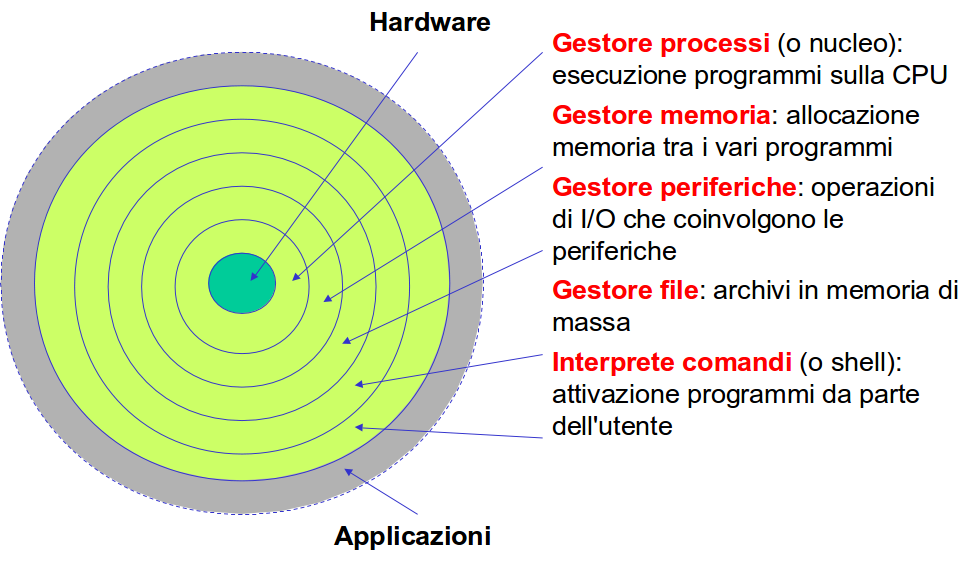 Hardware
Gestore processi (o nucleo):
esecuzione programmi sulla CPU
Gestore memoria: allocazione
memoria tra i vari programmi
Gestore periferiche: operazioni
di I/O che coinvolgono le
periferiche
Gestore file: archivi in memoria di
massa
Interprete comandi (o shell):
attivazione programmi da parte
dell'utente
Applicazioni